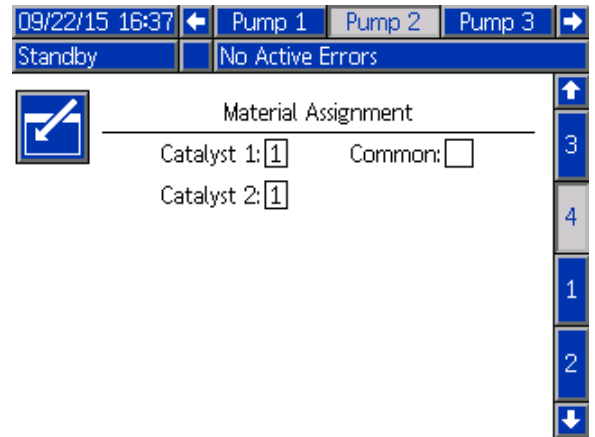 09/22/15 16:37 Pump 1 Pump 2 Pump 3
Standby No Active Errors
Material Assignment
Catalyst 1: 1 Common:
Catalyst 2: 1
3
4
1
2